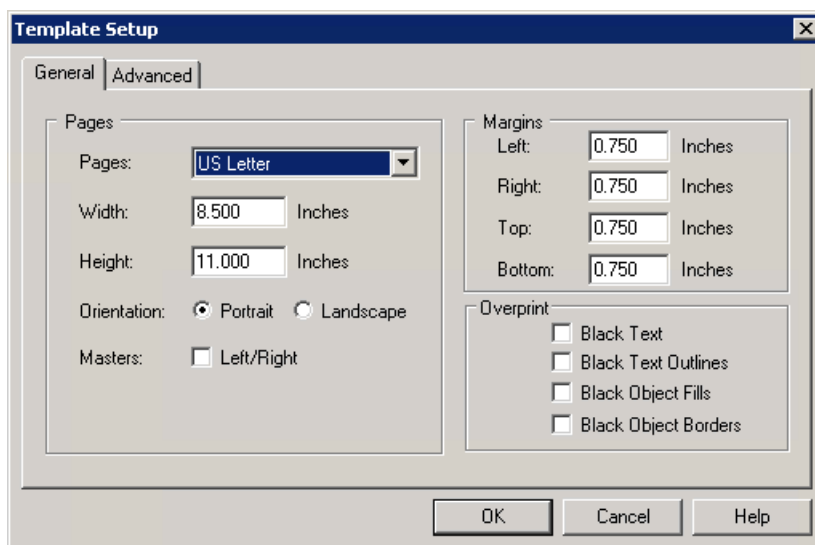 Template Setup
General
Advanced
Pages
Pages:
US Letter
Width:
8.500
Inches
Height:
11.000
Inches
Orientation:
Portrait
Landscape
Masters:
Left/Right
Margins
Left:
0.750
Inches
Right:
0.750
Inches
Top:
0.750
Inches
Bottom:
0.750
Inches
Overprint
Black Text
Black Text Outlines
Black Object Fills
Black Object Borders
OK
Cancel
Help